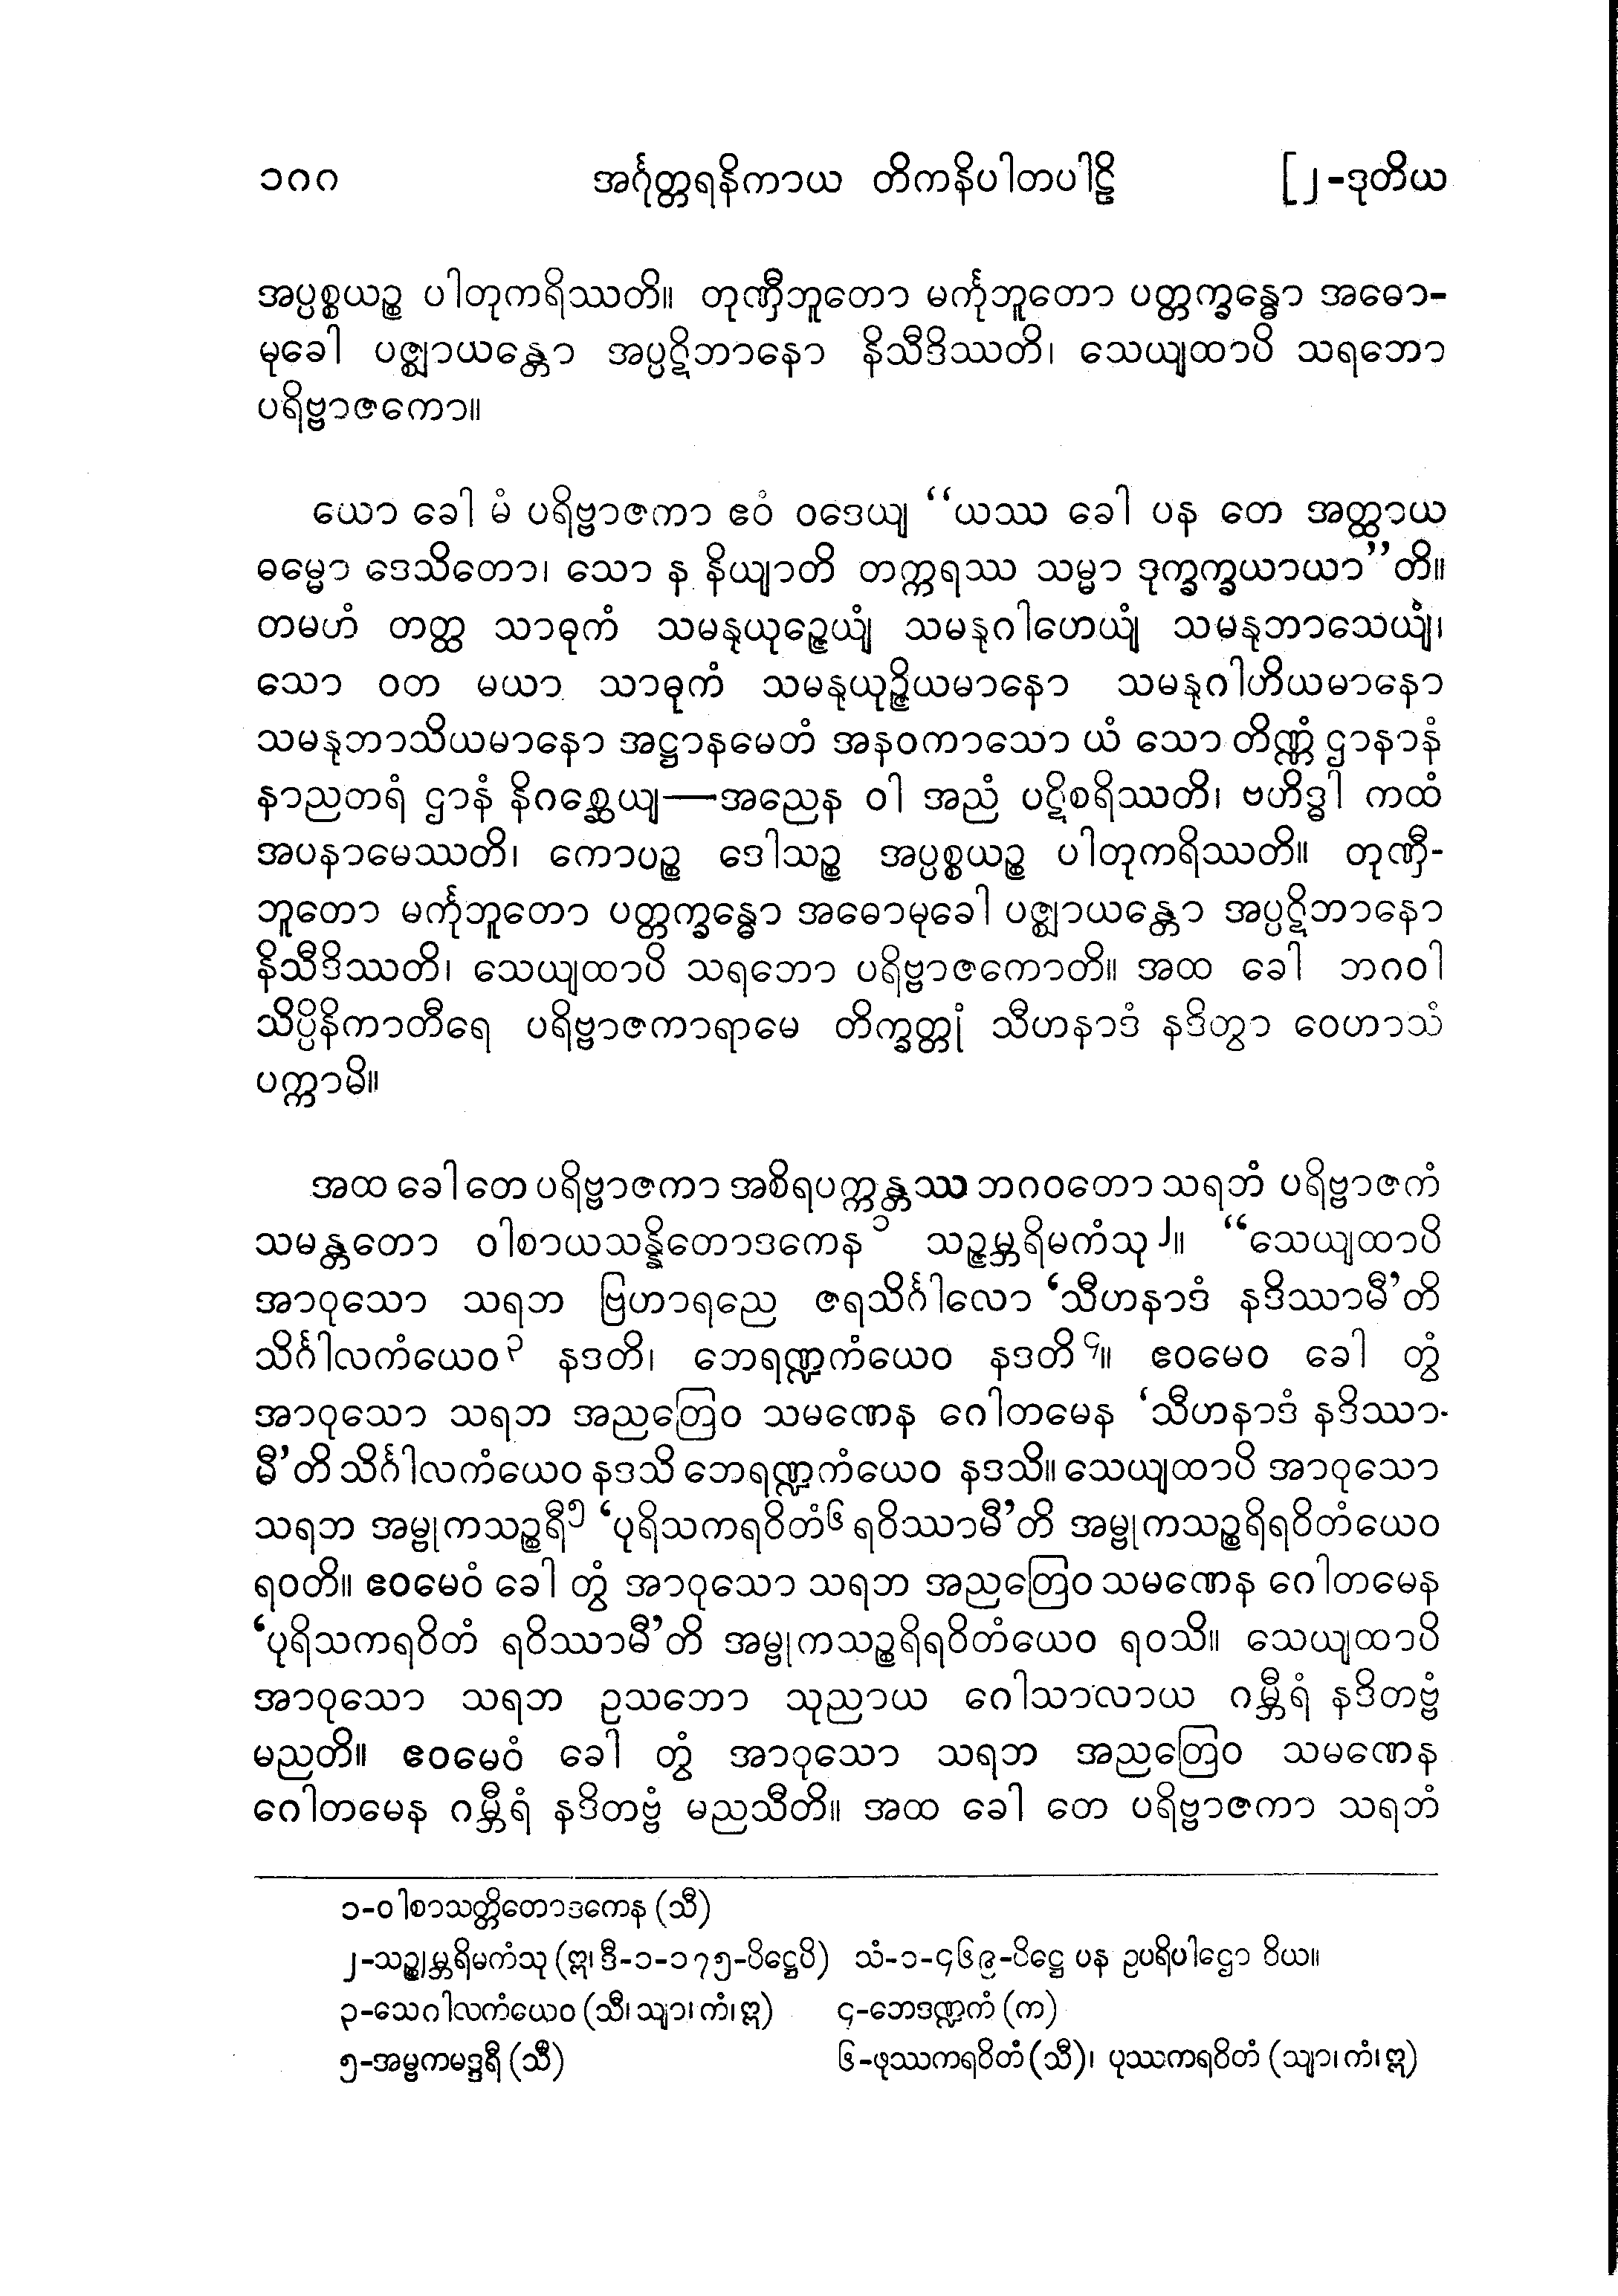 ၁၈၈ အင်္ဂုတ္တရနိကာယ တိကနိပါတပါဠိ [၂-ဒုတိယ
အပ္ပစ္စယဉ္စ ပါတုကရိဿတိ။ တုဏှီဘူတော မင်္ကုဘူတော ပတ္တက္ခန္ဓော အဓော-
မုခေါ ပဇ္ဈာယန္တော အပ္ပဋိဘာနော နိသီဒိဿတိ၊ သေယျထာပိ သရဘော
ပရိဗ္ဗာဇကော။
ယော ခေါ မံ ပရိဗ္ဗာဇကာ ဧဝံ ဝဒေယျ “ယဿ ခေါ ပန တေ အတ္ထာယ
ဓမ္မော ဒေသိတော၊ သော န နိယျာတိ တက္ကရဿ သမ္မာ ဒုက္ခက္ခယာယာ”တိ။
တမဟံ တတ္ထ သာဓုကံ သမနုယုဉ္ဇေယျံ သမနုဂါဟေယျံ သမနုဘာသေယျံ၊
သော ဝတ မယာ သာဓုကံ သမနုယုဉ္ဇိယမာနော သမနုဂါဟိယမာနော
သမနုဘာသိယမာနော အဋ္ဌာနမေတံ အနဝကာသော ယံ သော တိဏ္ဏံ ဌာနာနံ
နာညတရံ ဌာနံ နိဂစ္ဆေယျ—အညေန ဝါ အညံ ပဋိစရိဿတိ၊ ဗဟိဒ္ဓါ ကထံ
အပနာမေဿတိ၊ ကောပဉ္စ ဒေါသဉ္စ အပ္ပစ္စယဉ္စ ပါတုကရိဿတိ။ တုဏှီ-
ဘူတော မင်္ကုဘူတော ပတ္တက္ခန္ဓော အဓောမုခေါ ပဇ္ဈာယန္တော အပ္ပဋိဘာနော
နိသီဒိဿတိ၊ သေယျထာပိ သရဘော ပရိဗ္ဗာဇကောတိ။ အထ ခေါ ဘဂဝါ
သိပ္ပိနိကာတီရေ ပရိဗ္ဗာဇကာရာမေ တိက္ခတ္တုံ သီဟနာဒံ နဒိတွာ ဝေဟာသံ
ပက္ကာမိ။
အထ ခေါ တေ ပရိဗ္ဗာဇကာ အစိရပက္ကန္တဿ ဘဂဝတော သရဘံ ပရိဗ္ဗာဇကံ
သမန္တတော ဝါစာယသန္နိတောဒကေန၁ သဉ္ဇမ္ဘရိမကံသု၂။ “သေယျထာပိ
အာဝုသော သရဘ ဗြဟာရညေ ဇရသိင်္ဂါလော ‘သီဟနာဒံ နဒိဿာမီ’တိ
သိင်္ဂါလကံယေဝ၃ နဒတိ၊ ဘေရဏ္ဍကံယေဝ နဒတိ၄။ ဧဝမေဝ ခေါ တွံ
အာဝုသော သရဘ အညတြေဝ သမဏေန ဂေါတမေန ‘သီဟနာဒံ နဒိဿာ-
မီ’တိ သိင်္ဂါလကံယေဝ နဒသိ ဘေရဏ္ဍကံယေဝ နဒသိ။ သေယျထာပိ အာဝုသော
သရဘ အမ္ဗုကသဉ္စရီ၅ ‘ပုရိသကရဝိတံ၆ ရဝိဿာမီ’တိ အမ္ဗုကသဉ္စရိရဝိတံယေဝ
ရဝတိ။ ဧဝမေဝံ ခေါ တွံ အာဝုသော သရဘ အညတြေဝ သမဏေန ဂေါတမေန
‘ပုရိသကရဝိတံ ရဝိဿာမီ’တိ အမ္ဗုကသဉ္စရိရဝိတံယေဝ ရဝသိ။ သေယျထာပိ
အာဝုသော သရဘ ဥသဘော သုညာယ ဂေါသာလာယ ဂမ္ဘီရံ နဒိတဗ္ဗံ
မညတိ။ ဧဝမေဝံ ခေါ တွံ အာဝုသော သရဘ အညတြေဝ သမဏေန
ဂေါတမေန ဂမ္ဘီရံ နဒိတဗ္ဗံ မညသီတိ။ အထ ခေါ တေ ပရိဗ္ဗာဇကာ သရဘံ
၁-ဝါစာသတ္တိတောဒကေန (သီ)
၂-သဉ္ဈမ္ဘရိမကံသု (ဣ၊ ဒီ-၁-၁၇၅-ပိဋ္ဌေပိ) သံ-၁-၄၆၉-ပိဋ္ဌေ ပန ဥပရိပါဌော ဝိယ။
၃-သေဂါလကံယေဝ (သီ၊ သျာ၊ ကံ၊ ဣ) ၄-ဘေဒဏ္ဍကံ (က)
၅-အမ္ဗကမဒ္ဒရီ (သီ) ၆-ဖုဿကရဝိတံ (သီ)၊ ပုဿကရဝိတံ (သျာ၊ ကံ၊ ဣ)